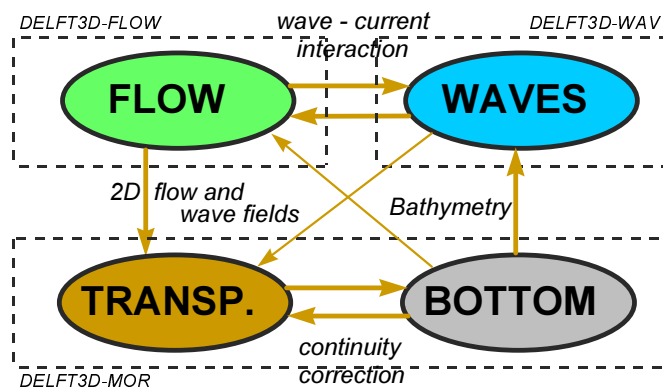 DELFT3D-FLOW
wave - current
interaction
DELFT3D-WAV
FLOW
WAVES
2D flow and
wave fields
Bathymetry
TRANSP.
BOTTOM
continuity
correction
DELFT3D-MOR